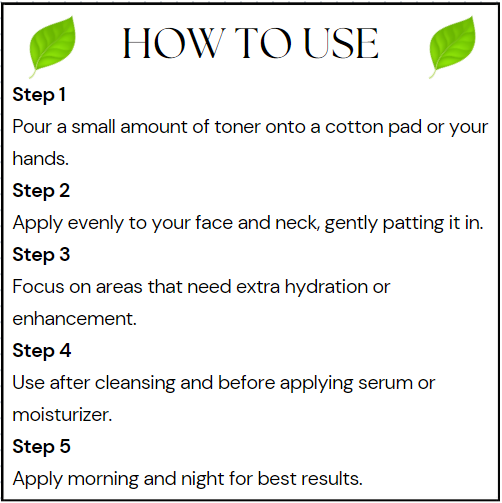 HOW TO USE
Step 1
Pour a small amount of toner onto a cotton pad or your
hands.
Step 2
Apply evenly to your face and neck, gently patting it in.
Step 3
Focus on areas that need extra hydration or
enhancement.
Step 4
Use after cleansing and before applying serum or
moisturizer.
Step 5
Apply morning and night for best results.